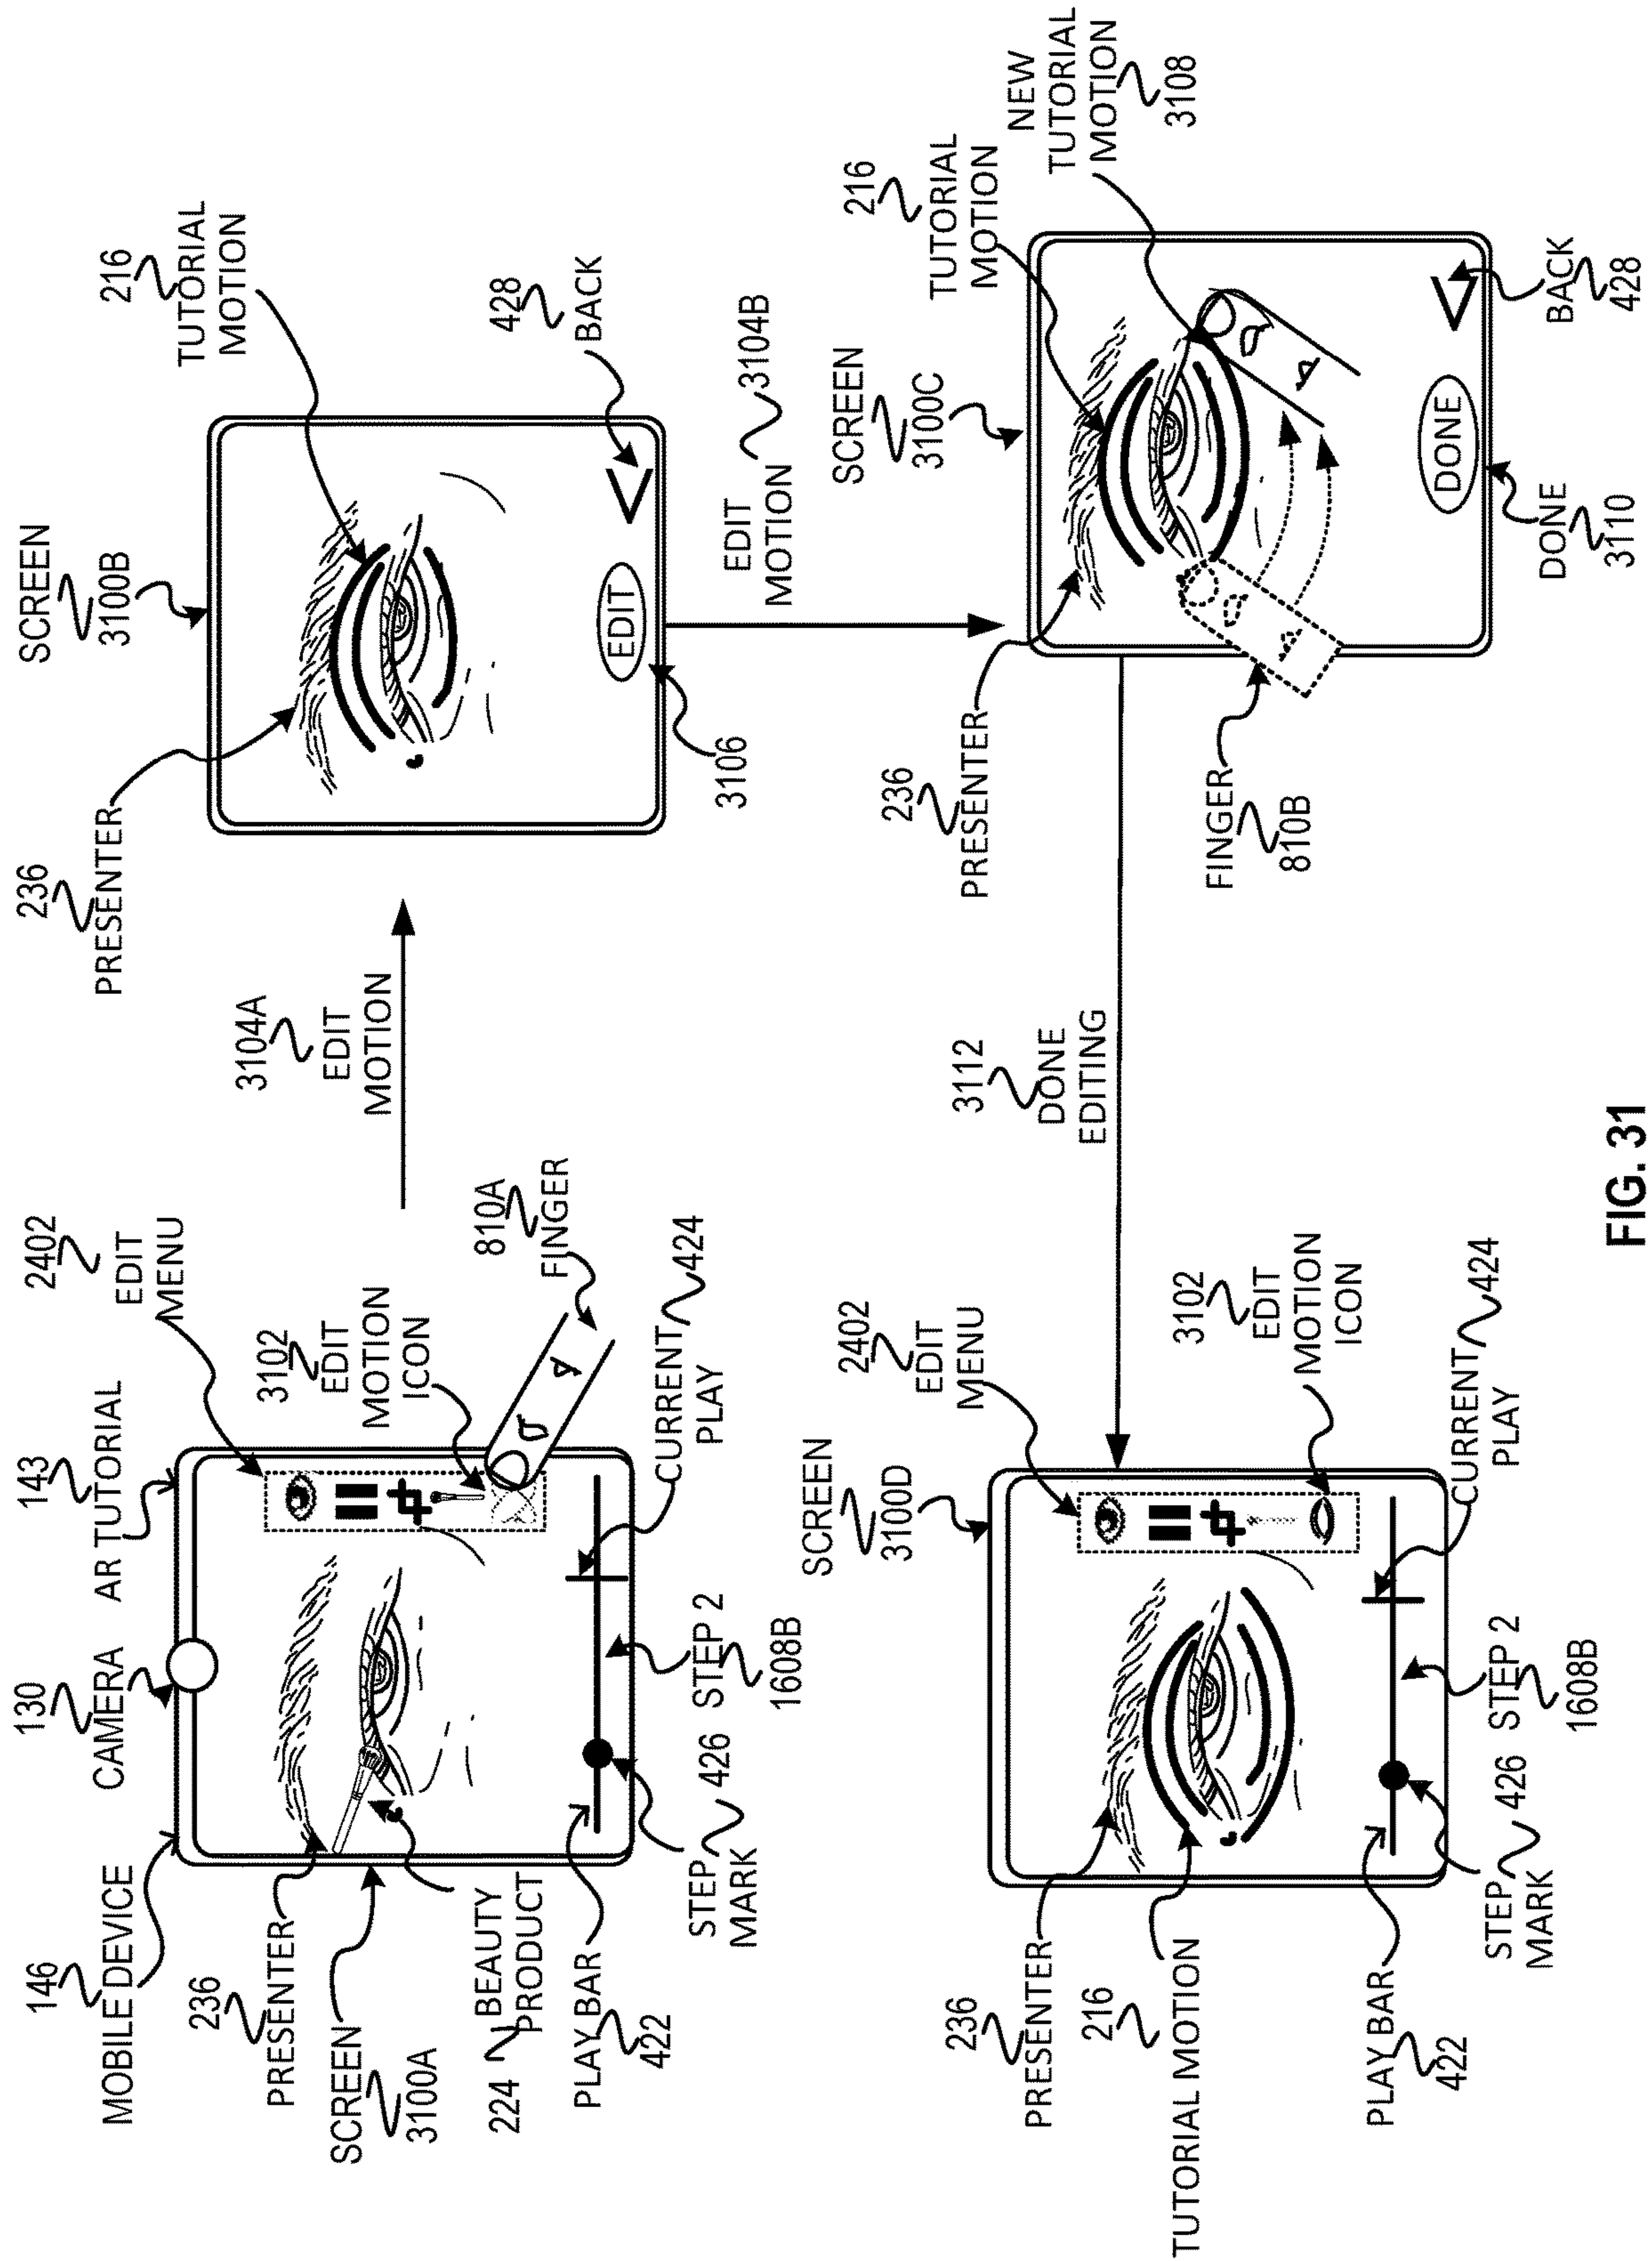 146
MOBILE DEVICE
130
CAMERA
143
AR TUTORIAL
2402
EDIT
MENU
236
PRESENTER
SCREEN
3100A
224
BEAUTY
PRODUCT
3102
EDIT
MOTION
ICON
810A
FINGER
PLAY BAR
422
STEP
MARK
426
STEP 2
1608B
CURRENT
PLAY
424
3104A
EDIT
MOTION
236
PRESENTER
SCREEN
3100B
216
TUTORIAL
MOTION
428
BACK
EDIT
3106
EDIT
MOTION
3104B
SCREEN
3100C
216
TUTORIAL
MOTION
NEW
TUTORIAL
MOTION
3108
236
PRESENTER
FINGER
810B
DONE
DONE
3110
BACK
428
3112
DONE
EDITING
SCREEN
3100D
2402
EDIT
MENU
236
PRESENTER
216
TUTORIAL MOTION
3102
EDIT
MOTION
ICON
PLAY BAR
422
STEP
MARK
426
STEP 2
1608B
CURRENT
PLAY
424
FIG. 31